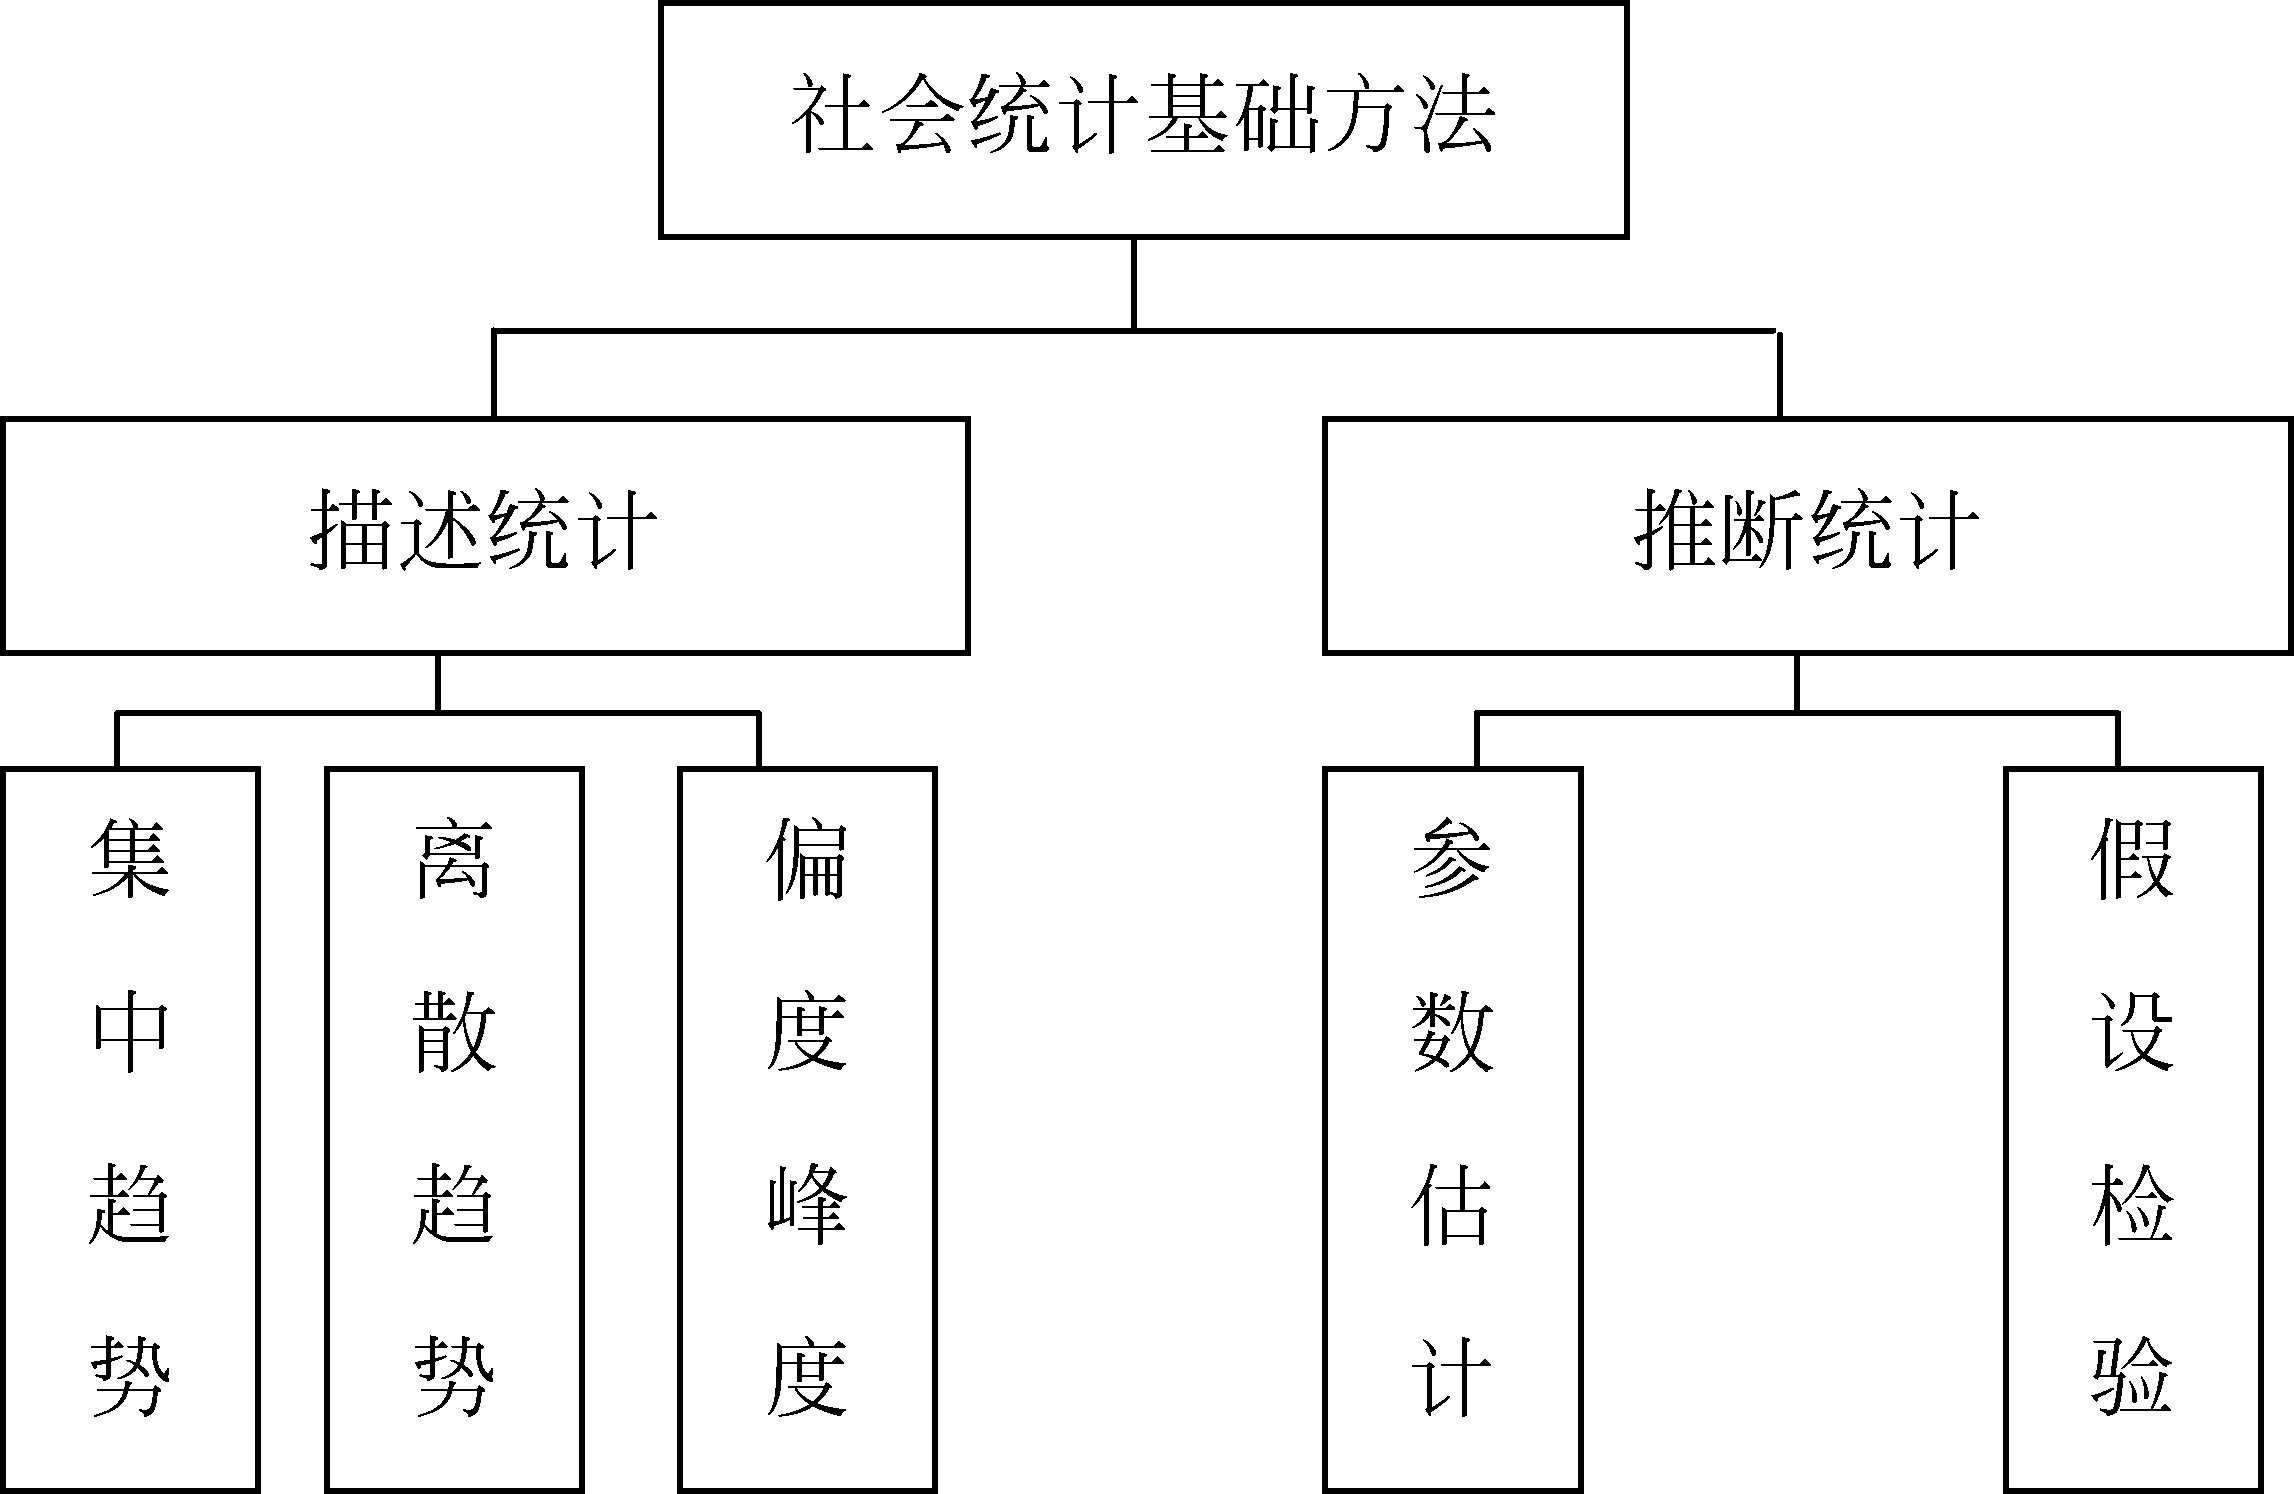 社会统计基础方法
描述统计
推断统计
集中趋势
离散趋势
偏度峰度
参数估计
假设检验